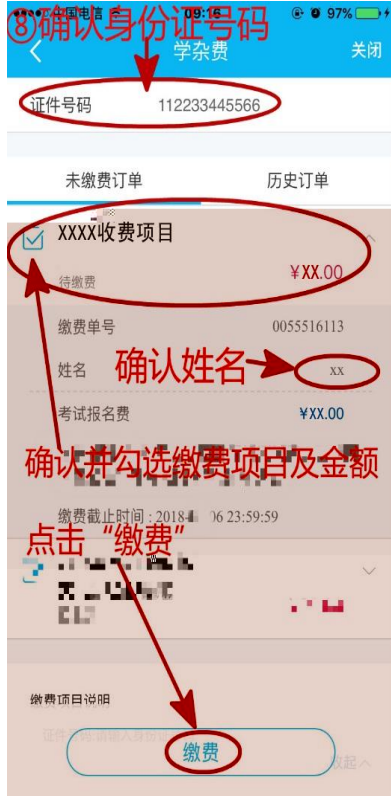 ⑧确认身份证号码
中国电信 09:16 97%
学杂费 关闭
证件号码 112233445566
未缴费订单 历史订单
XXXX收费项目
待缴费 ¥XX.00
缴费单号 0055516113
姓名 确认姓名 xx
考试报名费 ¥XX.00
确认并勾选缴费项目及金额
缴费截止时间 : 2018- 06 23:59:59
点击“缴费”
缴费项目说明
缴费
收起